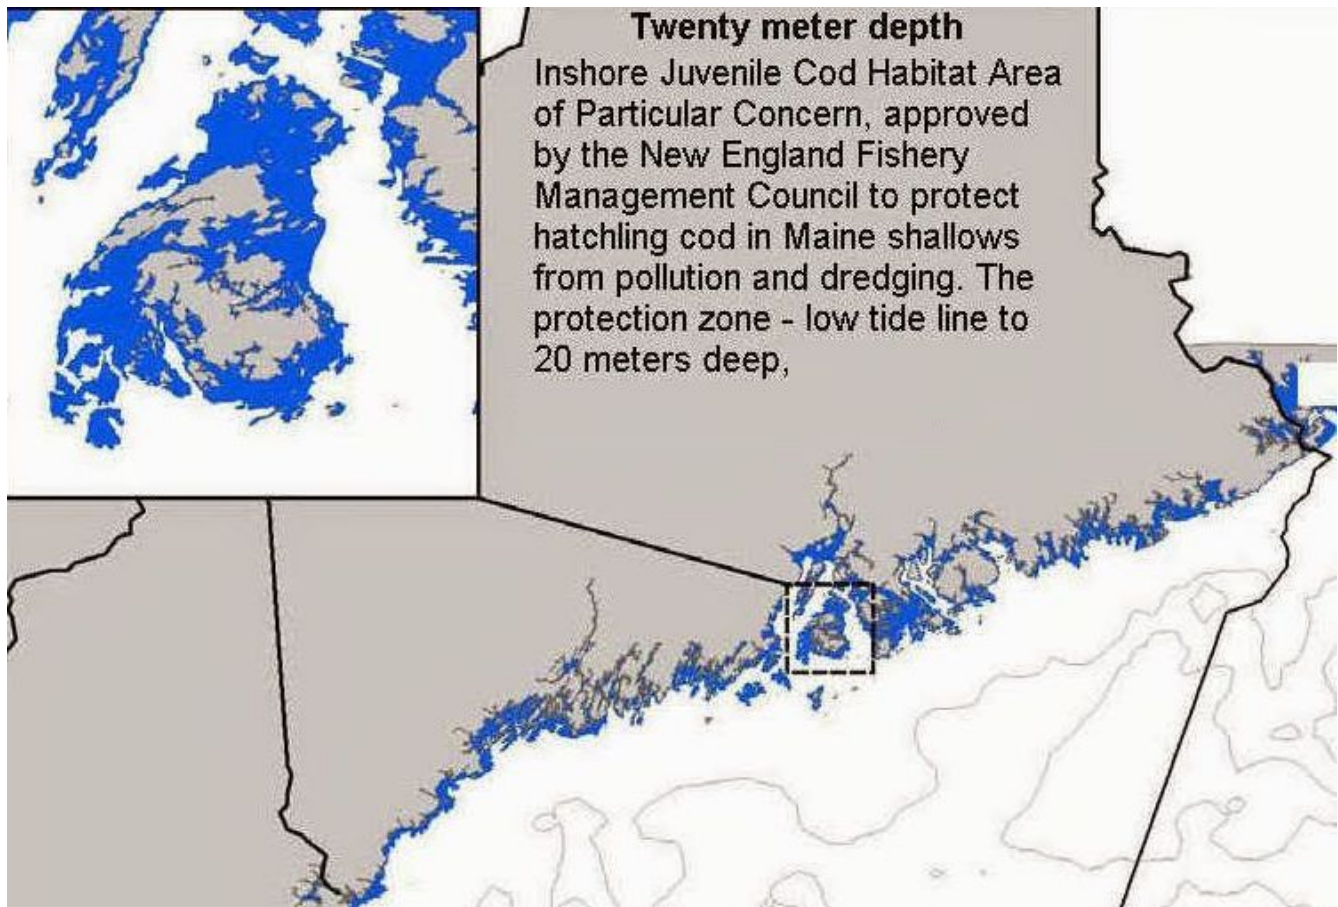 Twenty meter depth
Inshore Juvenile Cod Habitat Area
of Particular Concern, approved
by the New England Fishery
Management Council to protect
hatchling cod in Maine shallows
from pollution and dredging. The
protection zone - low tide line to
20 meters deep,